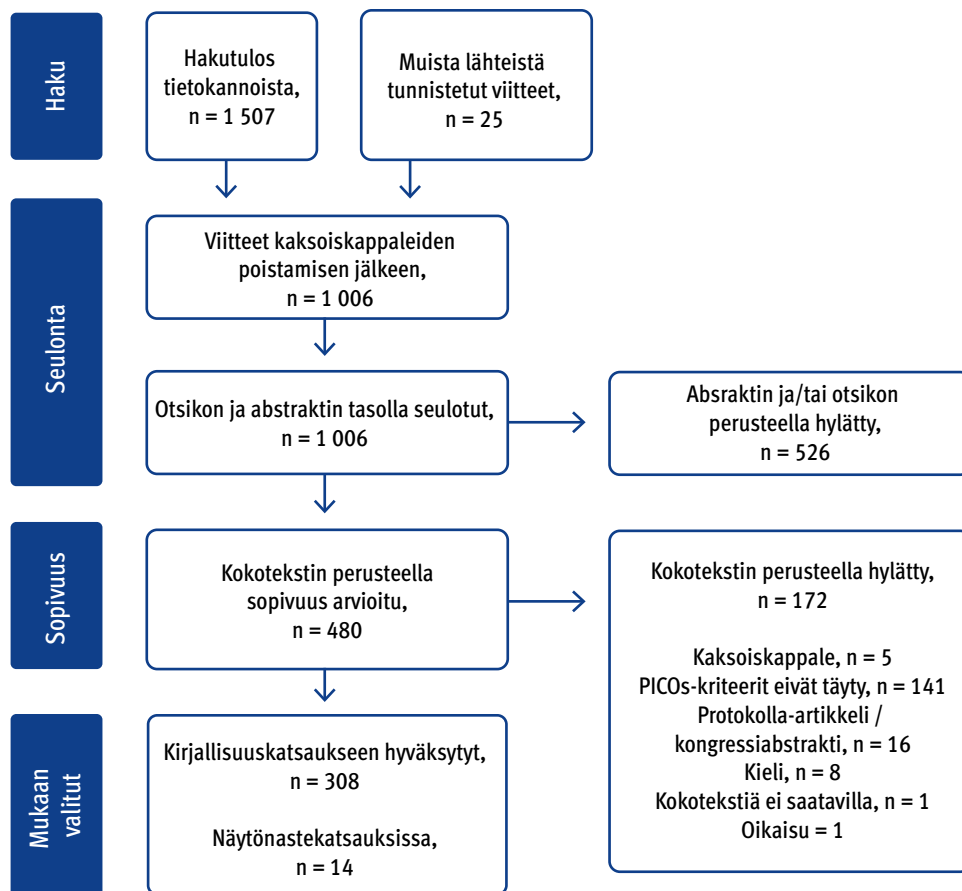 Haku
Hakutulos
tietokannoista,
n = 1 507
Muista lähteistä
tunnistetut viitteet,
n = 25
Seulonta
Viitteet kaksoiskappaleiden
poistamisen jälkeen,
n = 1 006
Otsikon ja abstraktin tasolla seulotut,
n = 1 006
Absraktin ja/tai otsikon
perusteella hylätty,
n = 526
Sopivuus
Kokotekstin perusteella
sopivuus arvioitu,
n = 480
Kokotekstin perusteella hylätty,
n = 172
Kaksoiskappale, n = 5
PICOs-kriteerit eivät täyty, n = 141
Protokolla-artikkeli /
kongressiabstrakti, n = 16
Kieli, n = 8
Kokotekstiä ei saatavilla, n = 1
Oikaisu = 1
Mukaan
valitut
Kirjallisuuskatsaukseen hyväksytyt,
n = 308
Näytönastekatsauksissa,
n = 14